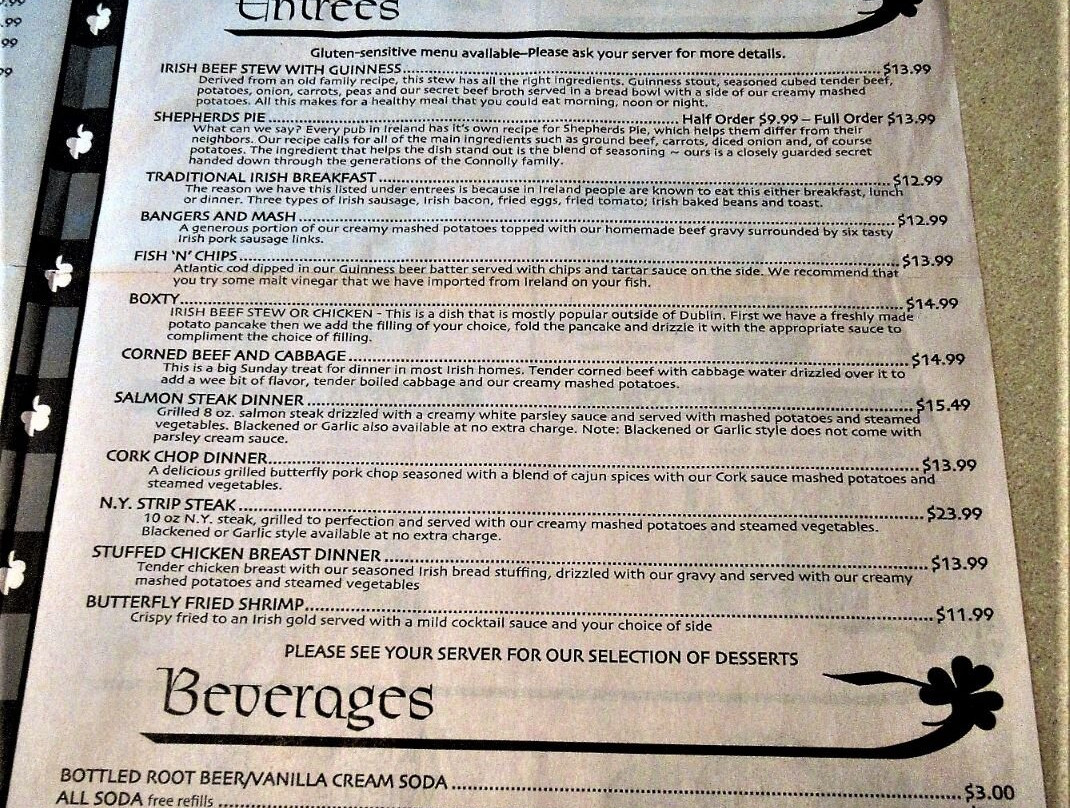 .99
.99
99
99
Entrees
Gluten-sensitive menu available–Please ask your server for more details.
IRISH BEEF STEW WITH GUINNESS....$13.99
Derived from an old family recipe, this stew has all the right ingredients. Guinness stout, seasoned cubed tender beef,
potatoes, onion, carrots, peas and our secret beef broth served in a bread bowl with a side of our creamy mashed
potatoes. All this makes for a healthy meal that you could eat morning, noon or night.
SHEPHERDS PIE....Half Order $9.99 – Full Order $13.99
What can we say? Every pub in Ireland has it's own recipe for Shepherds Pie, which helps them differ from their
neighbors. Our recipe calls for all of the main ingredients such as ground beef, carrots, diced onion and, of course
potatoes. The ingredient that helps the dish stand out is the blend of seasoning ~ ours is a closely guarded secret
handed down through the generations of the Connolly family.
TRADITIONAL IRISH BREAKFAST....$12.99
The reason we have this listed under entrees is because in Ireland people are known to eat this either breakfast, lunch
or dinner. Three types of Irish sausage, Irish bacon, fried eggs, fried tomato; Irish baked beans and toast.
BANGERS AND MASH....$12.99
A generous portion of our creamy mashed potatoes topped with our homemade beef gravy surrounded by six tasty
Irish pork sausage links.
FISH 'N' CHIPS....$13.99
Atlantic cod dipped in our Guinness beer batter served with chips and tartar sauce on the side. We recommend that
you try some malt vinegar that we have imported from Ireland on your fish.
BOXTY....$14.99
IRISH BEEF STEW OR CHICKEN - This is a dish that is mostly popular outside of Dublin. First we have a freshly made
potato pancake then we add the filling of your choice, fold the pancake and drizzle it with the appropriate sauce to
compliment the choice of filling.
CORNED BEEF AND CABBAGE....$14.99
This is a big Sunday treat for dinner in most Irish homes. Tender corned beef with cabbage water drizzled over it to
add a wee bit of flavor, tender boiled cabbage and our creamy mashed potatoes.
SALMON STEAK DINNER....$15.49
Grilled 8 oz. salmon steak drizzled with a creamy white parsley sauce and served with mashed potatoes and steamed
vegetables. Blackened or Garlic also available at no extra charge. Note: Blackened or Garlic style does not come with
parsley cream sauce.
CORK CHOP DINNER....$13.99
A delicious grilled butterfly pork chop seasoned with a blend of cajun spices with our Cork sauce mashed potatoes and
steamed vegetables.
N.Y. STRIP STEAK....$23.99
10 oz N.Y. steak, grilled to perfection and served with our creamy mashed potatoes and steamed vegetables.
Blackened or Garlic style available at no extra charge.
STUFFED CHICKEN BREAST DINNER....$13.99
Tender chicken breast with our seasoned Irish bread stuffing, drizzled with our gravy and served with our creamy
mashed potatoes and steamed vegetables
BUTTERFLY FRIED SHRIMP....$11.99
Crispy fried to an Irish gold served with a mild cocktail sauce and your choice of side
PLEASE SEE YOUR SERVER FOR OUR SELECTION OF DESSERTS
Beverages
BOTTLED ROOT BEER/VANILLA CREAM SODA....$3.00
ALL SODA free refills....